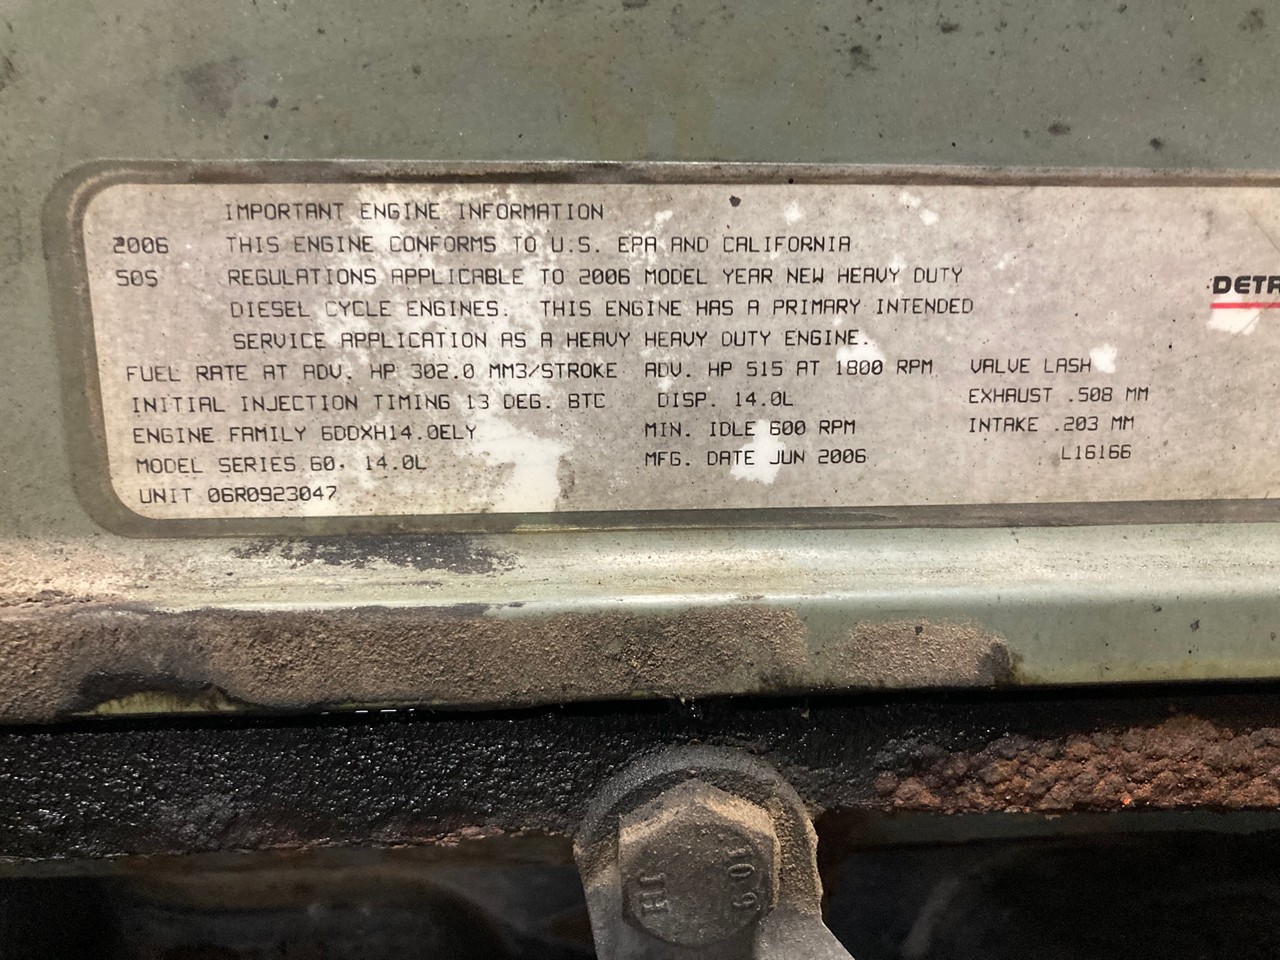 IMPORTANT ENGINE INFORMATION
2006 THIS ENGINE CONFORMS TO U.S. EPA AND CALIFORNIA
505 REGULATIONS APPLICABLE TO 2006 MODEL YEAR NEW HEAVY DUTY
DIESEL CYCLE ENGINES. THIS ENGINE HAS A PRIMARY INTENDED
SERVICE APPLICATION AS A HEAVY HEAVY DUTY ENGINE.
FUEL RATE AT ADV. HP 302.0 MM3/STROKE ADV. HP 515 AT 1800 RPM VALVE LASH
INITIAL INJECTION TIMING 13 DEG. BTC DISP. 14.0L EXHAUST .508 MM
ENGINE FAMILY 6DDXH14.0ELY MIN. IDLE 600 RPM INTAKE .203 MM
MODEL SERIES 60. 14.0L MFG. DATE JUN 2006 L16166
UNIT 06R0923047
DETR
JH 10.9